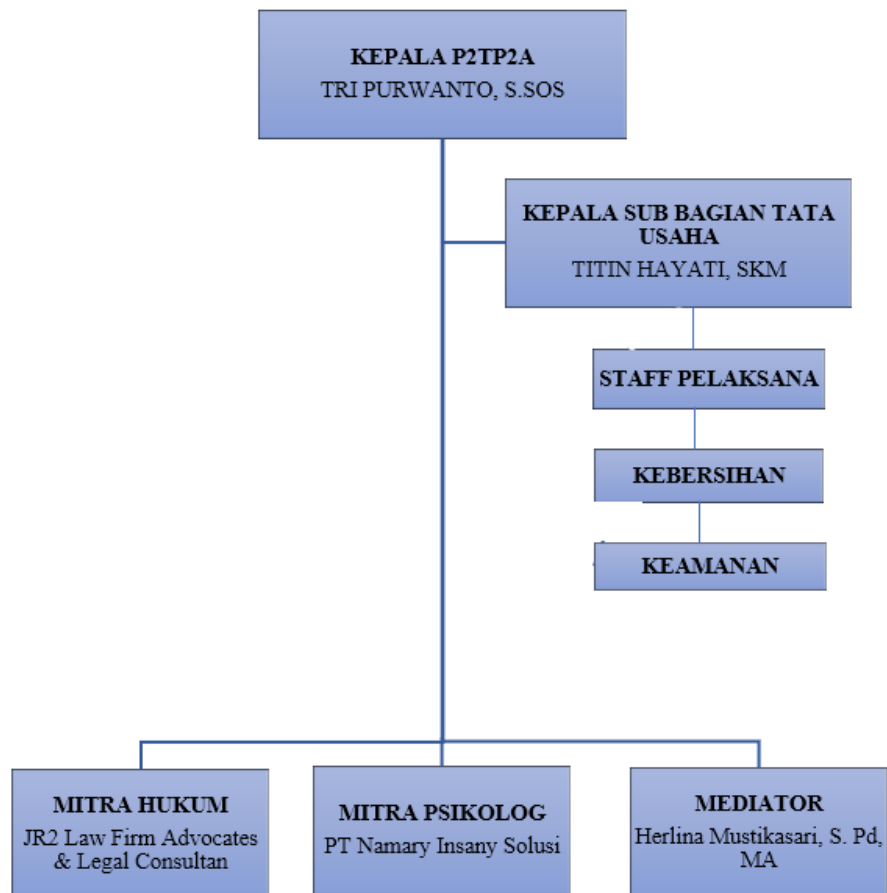 KEPALA P2TP2A
TRI PURWANTO, S.SOS
KEPALA SUB BAGIAN TATA
USAHA
TITIN HAYATI, SKM
STAFF PELAKSANA
KEBERSIHAN
KEAMANAN
MITRA HUKUM
JR2 Law Firm Advocates
& Legal Consultan
MITRA PSIKOLOG
PT Namary Insany Solusi
MEDIATOR
Herlina Mustikasari, S. Pd,
MA